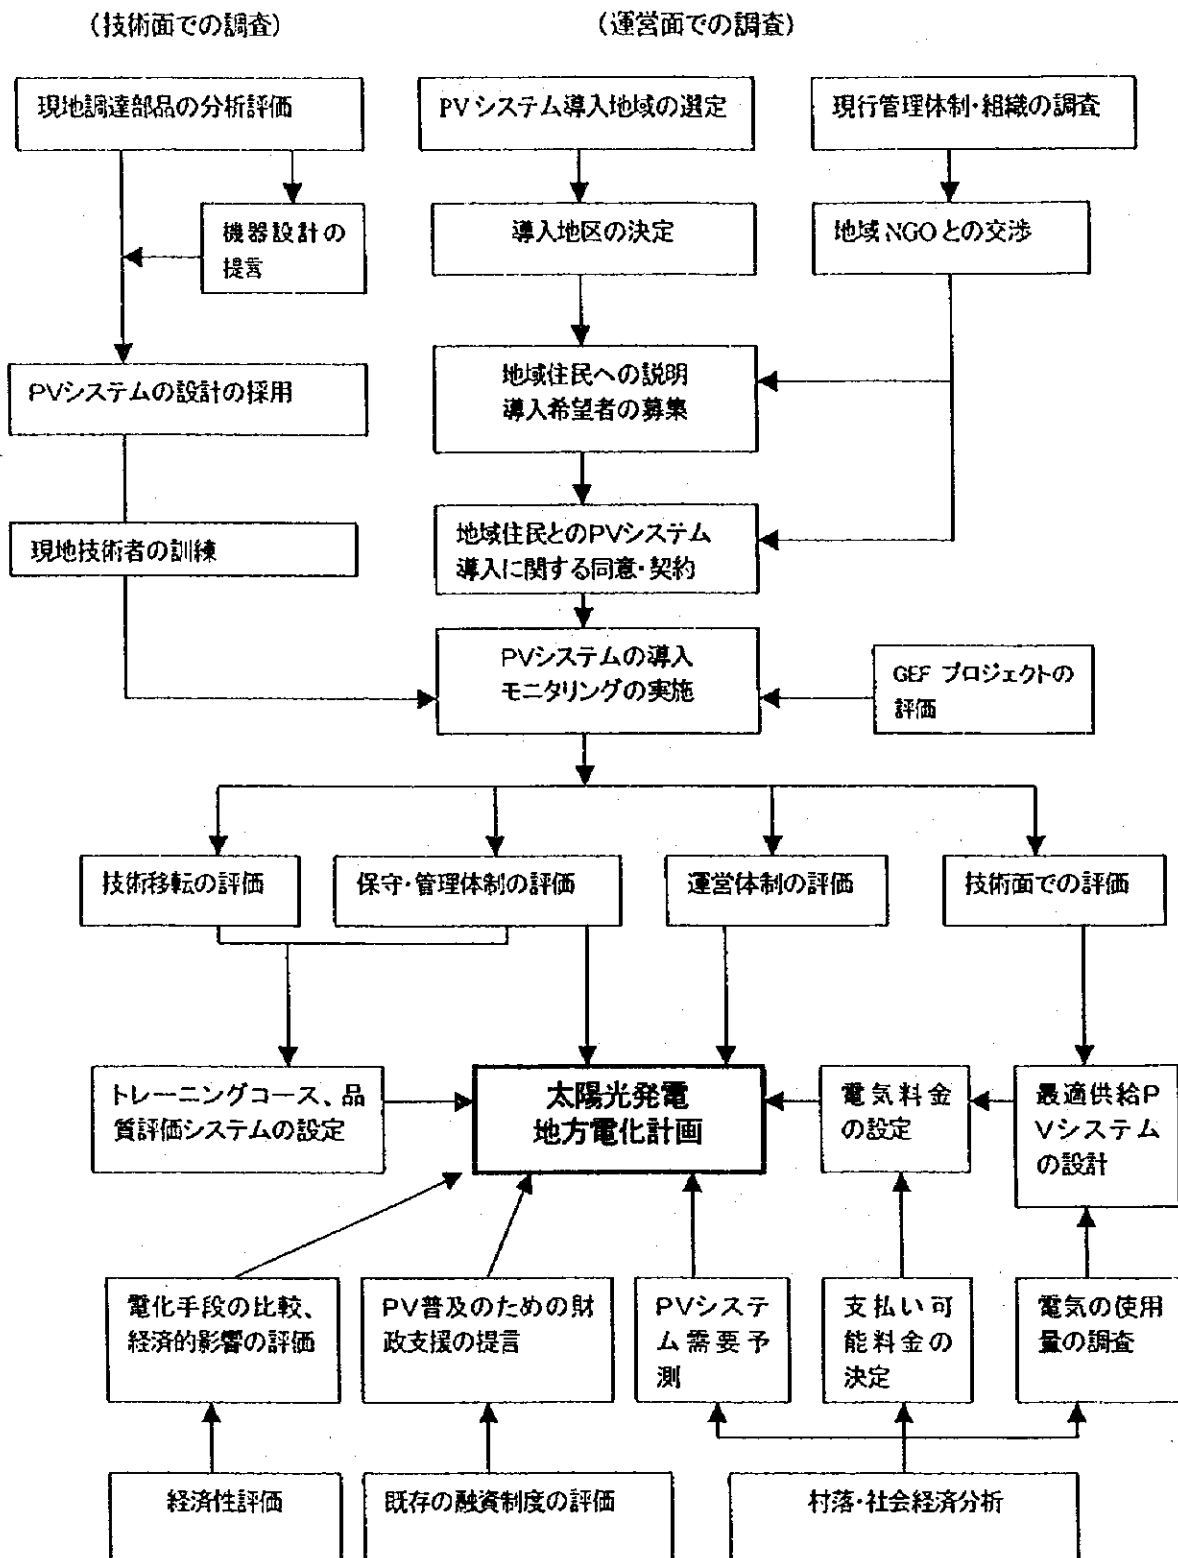 (技術面での調査)
(運営面での調査)
現地調達部品の分析評価
PVシステム導入地域の選定
現行管理体制・組織の調査
機器設計の
提言
導入地区の決定
地域NGOとの交渉
PVシステムの設計の採用
地域住民への説明
導入希望者の募集
現地技術者の訓練
地域住民とのPVシステム
導入に関する同意・契約
PVシステムの導入
モニタリングの実施
GEF プロジェクトの
評価
技術移転の評価
保守・管理体制の評価
運営体制の評価
技術面での評価
トレーニングコース、品
質評価システムの設定
太陽光発電
地方電化計画
電気料金
の設定
最適供給P
Vシステム
の設計
電化手段の比較、
経済的影響の評価
PV普及のための財
政支援の提言
PVシステ
ム需要予
測
支払い可
能料金の
決定
電気の使用
量の調査
経済性評価
既存の融資制度の評価
村落・社会経済分析